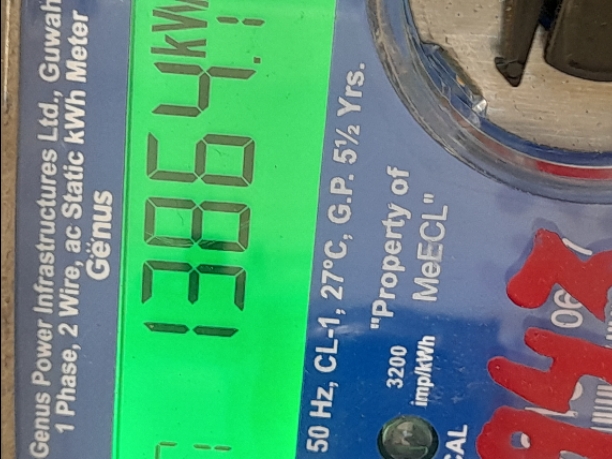 Genus Power Infrastructures Ltd., Guwah
1 Phase, 2 Wire, ac Static kWh Meter
Genus
13864 kW
50 Hz, CL-1, 27°C, G.P. 5½ Yrs.
"Property of
MeECL"
3200
imp/kWh
CAL
06